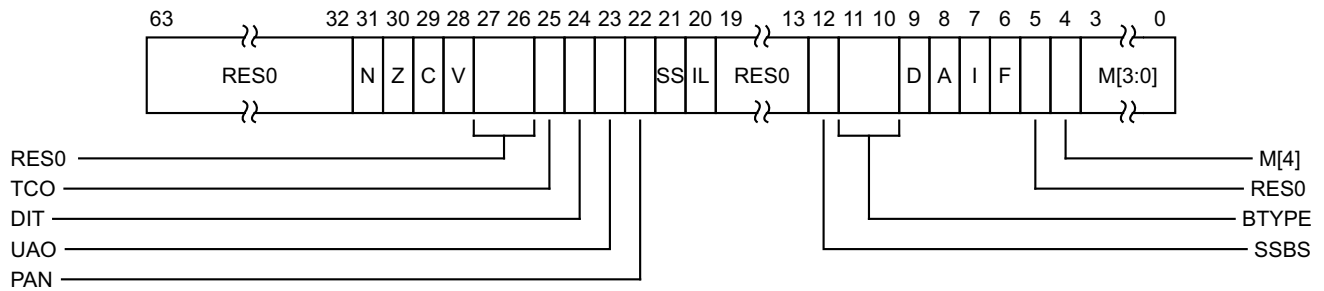 63 32 31 30 29 28 27 26 25 24 23 22 21 20 19 13 12 11 10 9 8 7 6 5 4 3 0
RES0 N Z C V SS IL RES0 D A I F M[3:0]
RES0 M[4]
TCO RES0
DIT BTYPE
UAO SSBS
PAN